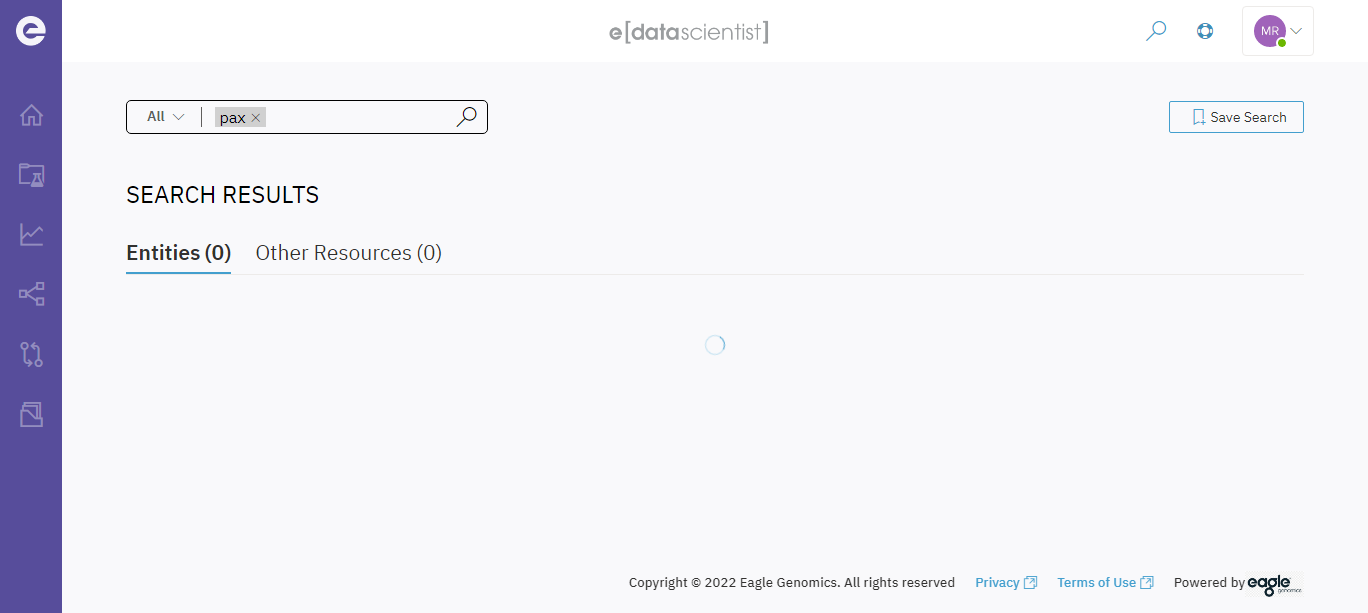 e
e[datascientist]
MR
All
pax
Save Search
SEARCH RESULTS
Entities (0)
Other Resources (0)
Copyright © 2022 Eagle Genomics. All rights reserved
Privacy
Terms of Use
Powered by eagle genomics